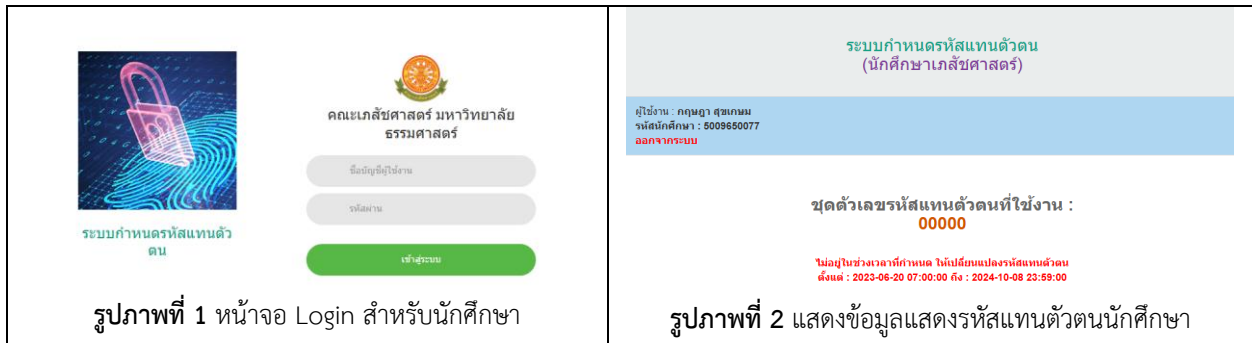 คณะเภสัชศาสตร์ มหาวิทยาลัย
ธรรมศาสตร์
ชื่อบัญชีผู้ใช้งาน
รหัสผ่าน
เข้าสู่ระบบ
ระบบกำหนดรหัสแทนตัว
ตน
รูปภาพที่ 1 หน้าจอ Login สำหรับนักศึกษา
ระบบกำหนดรหัสแทนตัวตน
(นักศึกษาเภสัชศาสตร์)
ผู้ใช้งาน : กฤษฎา สุขเกษม
รหัสนักศึกษา : 5009650077
ออกจากระบบ
ชุดตัวเลขรหัสแทนตัวตนที่ใช้งาน :
00000
ไม่อยู่ในช่วงเวลาที่กำหนด ให้เปลี่ยนแปลงรหัสแทนตัวตน
ตั้งแต่ : 2023-06-20 07:00:00 ถึง : 2024-10-08 23:59:00
รูปภาพที่ 2 แสดงข้อมูลแสดงรหัสแทนตัวตนนักศึกษา